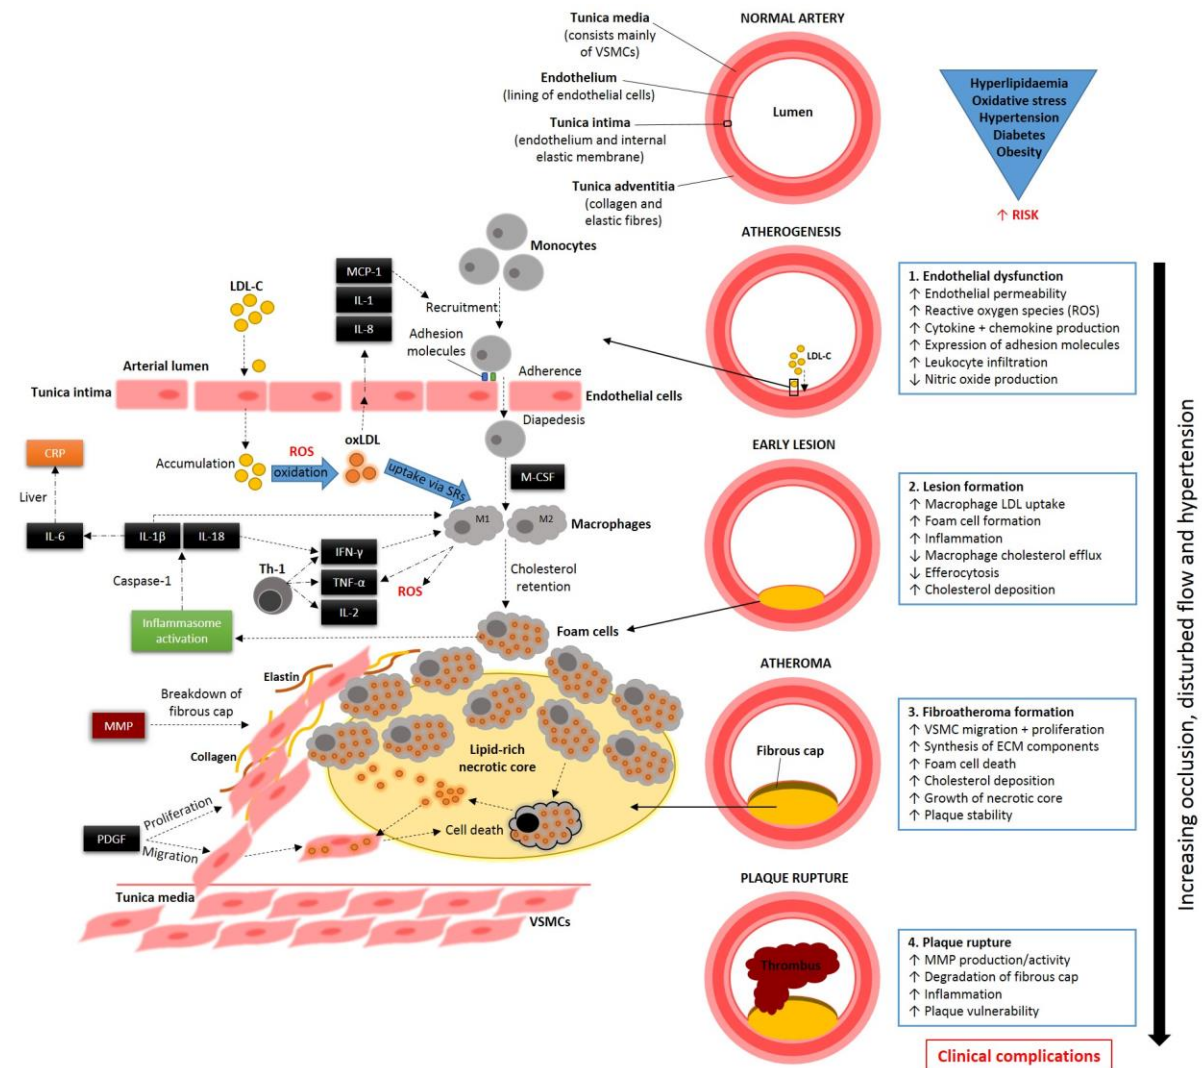 NORMAL ARTERY
Tunica media
(consists mainly
of VSMCs)
Endothelium
(lining of endothelial cells)
Tunica intima
(endothelium and internal
elastic membrane)
Tunica adventitia
(collagen and
elastic fibres)
Lumen
Hyperlipidaemia
Oxidative stress
Hypertension
Diabetes
Obesity
↑ RISK
ATHEROGENESIS
LDL-C
1. Endothelial dysfunction
↑ Endothelial permeability
↑ Reactive oxygen species (ROS)
↑ Cytokine + chemokine production
↑ Expression of adhesion molecules
↑ Leukocyte infiltration
↓ Nitric oxide production
Monocytes
MCP-1
IL-1
IL-8
Recruitment
LDL-C
Adhesion
molecules
Adherence
Arterial lumen
Tunica intima
Endothelial cells
Diapedesis
CRP
Accumulation
ROS
oxidation
oxLDL
uptake via SRs
M-CSF
Liver
M1
M2
Macrophages
IL-6
IL-1β
IL-18
IFN-γ
Th-1
TNF-α
IL-2
ROS
Caspase-1
Cholesterol
retention
Inflammasome
activation
Foam cells
EARLY LESION
2. Lesion formation
↑ Macrophage LDL uptake
↑ Foam cell formation
↑ Inflammation
↓ Macrophage cholesterol efflux
↓ Efferocytosis
↑ Cholesterol deposition
Elastin
Breakdown of
fibrous cap
MMP
Collagen
Lipid-rich
necrotic core
Proliferation
PDGF
Migration
Cell death
Tunica media
VSMCs
ATHEROMA
Fibrous cap
3. Fibroatheroma formation
↑ VSMC migration + proliferation
↑ Synthesis of ECM components
↑ Foam cell death
↑ Cholesterol deposition
↑ Growth of necrotic core
↑ Plaque stability
PLAQUE RUPTURE
Thrombus
4. Plaque rupture
↑ MMP production/activity
↑ Degradation of fibrous cap
↑ Inflammation
↑ Plaque vulnerability
Clinical complications
Increasing occlusion, disturbed flow and hypertension